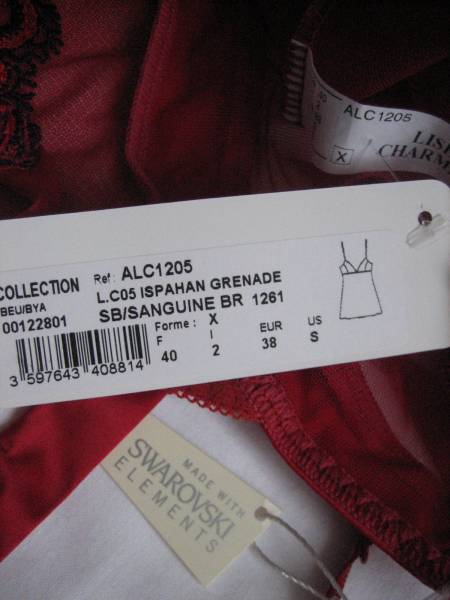 ALC1205
LIS
CHARM
X
COLLECTION Ref: ALC1205
BEU/BYA L.C05 ISPAHAN GRENADE
00122801 SB/SANGUINE BR 1261
Forme: X
F I EUR US
40 2 38 S
3 597643 408814
MADE WITH
SWAROVSKI
ELEMENTS